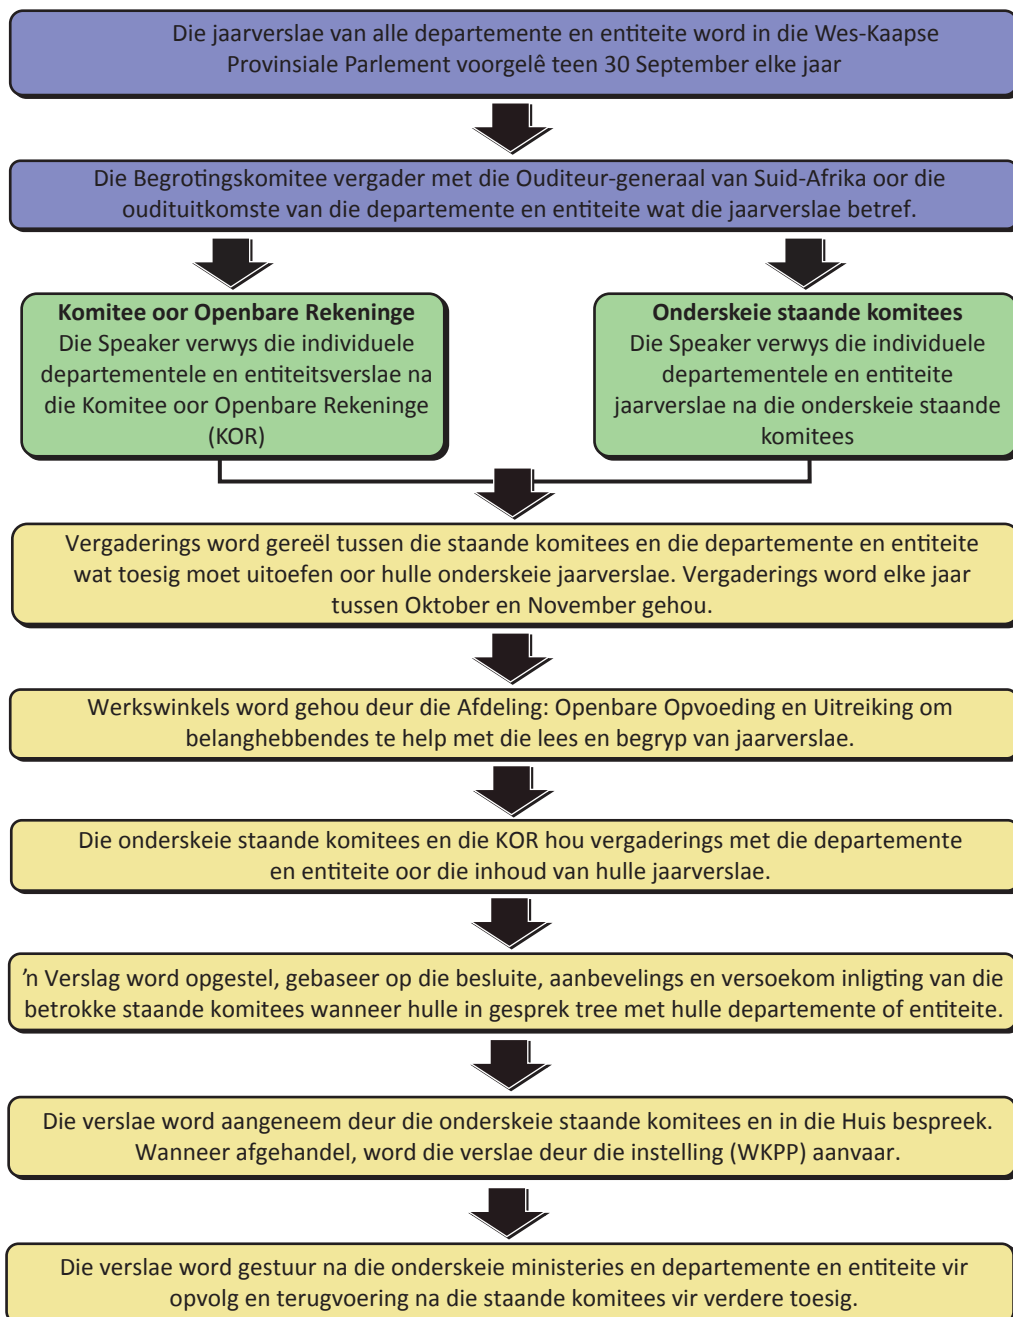 Die jaarverslae van alle departemente en entiteite word in die Wes-Kaapse
Provinsiale Parlement voorgelê teen 30 September elke jaar
Die Begrotingskomitee vergader met die Ouditeur-generaal van Suid-Afrika oor die
oudituitkomste van die departemente en entiteite wat die jaarverslae betref.
Komitee oor Openbare Rekeninge
Die Speaker verwys die individuele
departementele en entiteitsverslae na
die Komitee oor Openbare Rekeninge
(KOR)
Onderskeie staande komitees
Die Speaker verwys die individuele
departementele en entiteite
jaarverslae na die onderskeie staande
komitees
Vergaderings word gereël tussen die staande komitees en die departemente en entiteite
wat toesig moet uitoefen oor hulle onderskeie jaarverslae. Vergaderings word elke jaar
tussen Oktober en November gehou.
Werkswinkels word gehou deur die Afdeling: Openbare Opvoeding en Uitreiking om
belanghebbendes te help met die lees en begryp van jaarverslae.
Die onderskeie staande komitees en die KOR hou vergaderings met die departemente
en entiteite oor die inhoud van hulle jaarverslae.
'n Verslag word opgestel, gebaseer op die besluite, aanbevelings en versoekom inligting van die
betrokke staande komitees wanneer hulle in gesprek tree met hulle departemente of entiteite.
Die verslae word aangeneem deur die onderskeie staande komitees en in die Huis bespreek.
Wanneer afgehandel, word die verslae deur die instelling (WKPP) aanvaar.
Die verslae word gestuur na die onderskeie ministeries en departemente en entiteite vir
opvolg en terugvoering na die staande komitees vir verdere toesig.